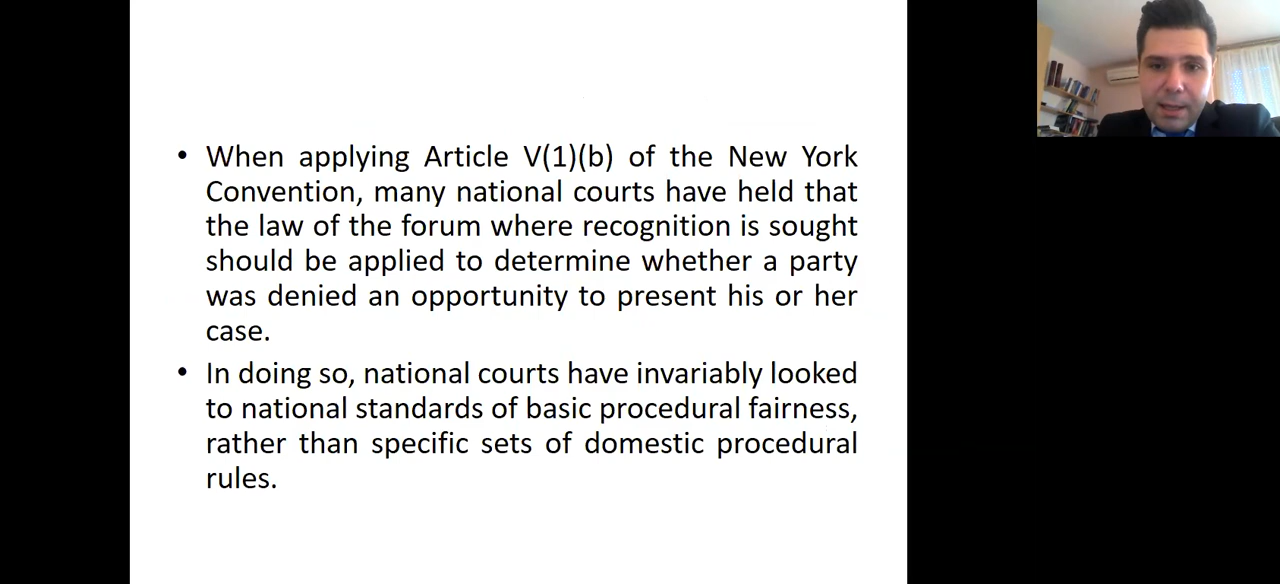 • When applying Article V(1)(b) of the New York
Convention, many national courts have held that
the law of the forum where recognition is sought
should be applied to determine whether a party
was denied an opportunity to present his or her
case.
• In doing so, national courts have invariably looked
to national standards of basic procedural fairness,
rather than specific sets of domestic procedural
rules.